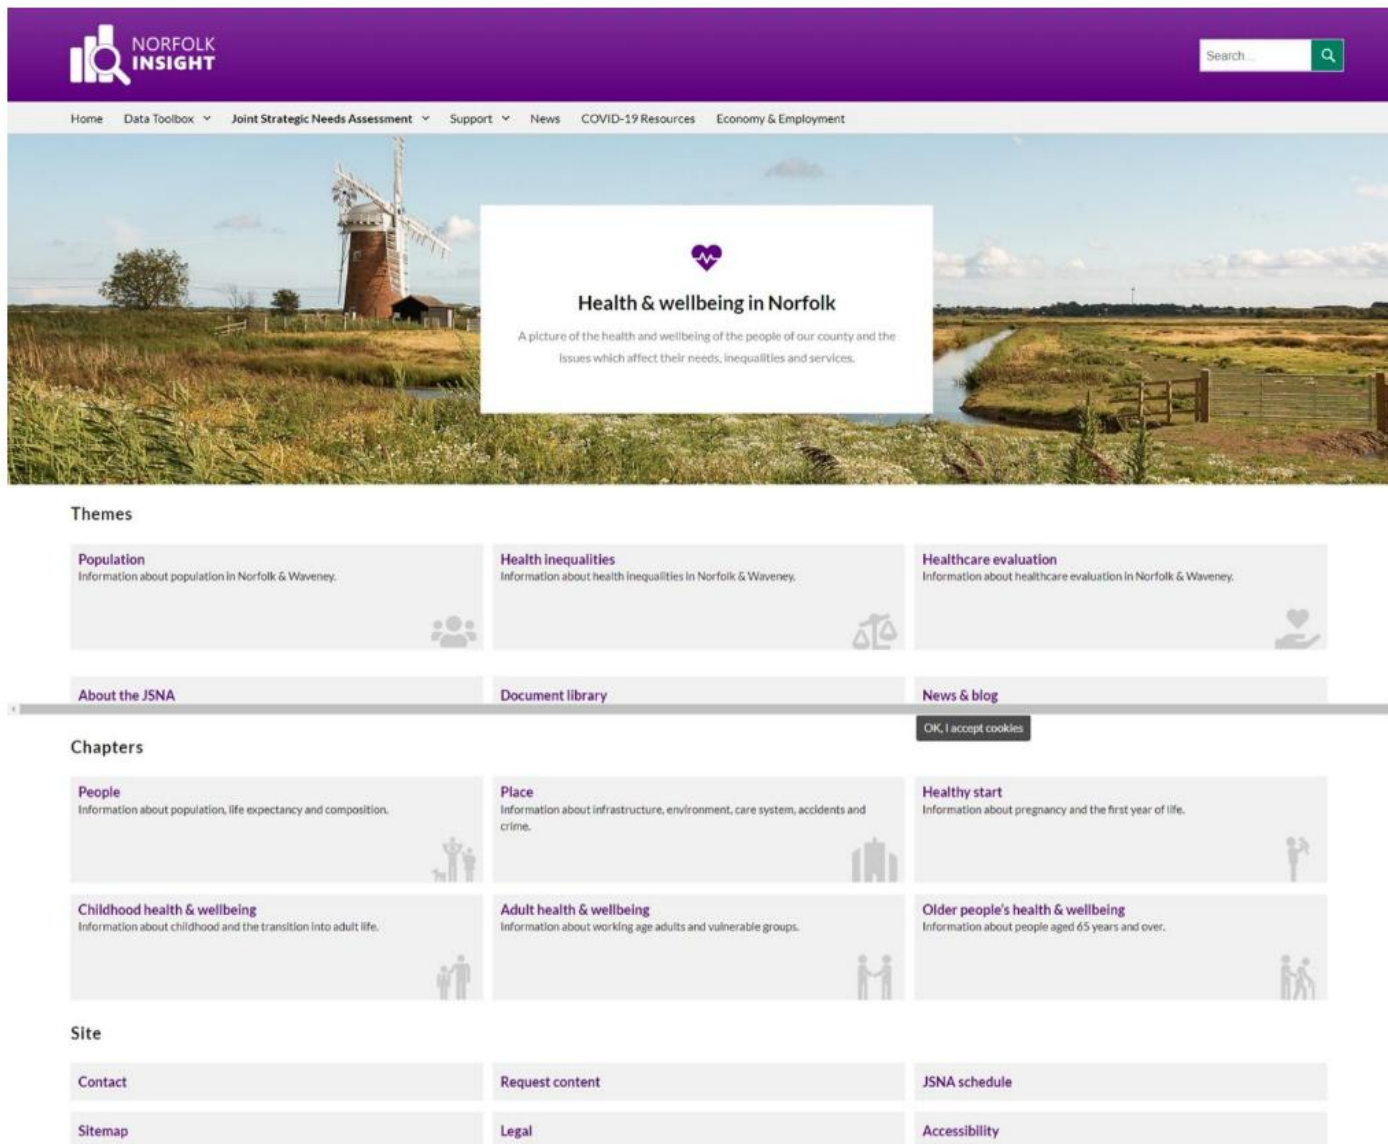 NORFOLK
INSIGHT
Search...
Home Data Toolbox Joint Strategic Needs Assessment Support News COVID-19 Resources Economy & Employment
Health & wellbeing in Norfolk
A picture of the health and wellbeing of the people of our county and the
issues which affect their needs, inequalities and services.
Themes
Population
Information about population in Norfolk & Waveney.
Health inequalities
Information about health inequalities in Norfolk & Waveney.
Healthcare evaluation
Information about healthcare evaluation in Norfolk & Waveney.
About the JSNA
Document library
News & blog
OK, I accept cookies
Chapters
People
Information about population, life expectancy and composition.
Place
Information about infrastructure, environment, care system, accidents and
crime.
Healthy start
Information about pregnancy and the first year of life.
Childhood health & wellbeing
Information about childhood and the transition into adult life.
Adult health & wellbeing
Information about working age adults and vulnerable groups.
Older people's health & wellbeing
Information about people aged 65 years and over.
Site
Contact
Request content
JSNA schedule
Sitemap
Legal
Accessibility